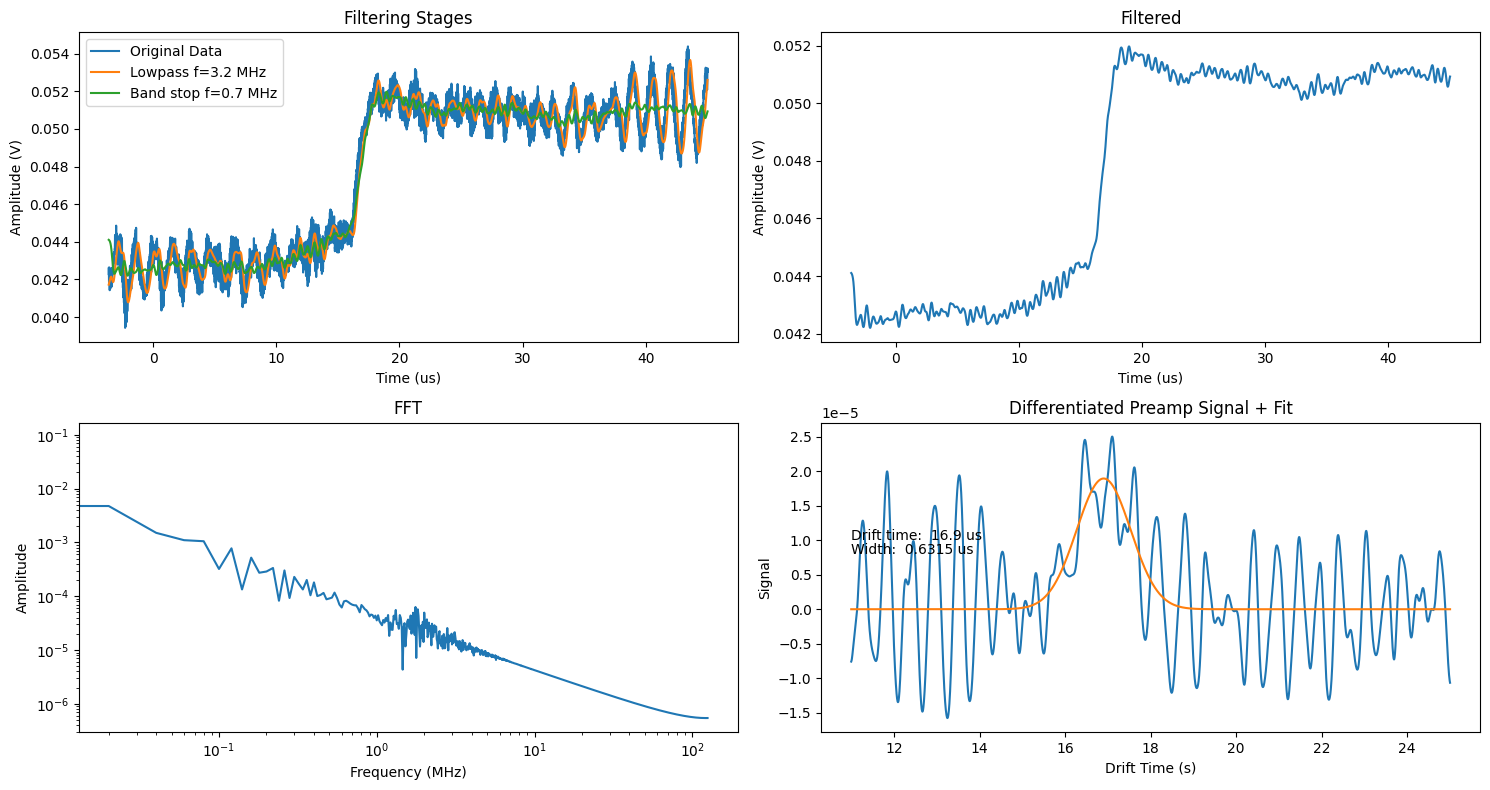 Filtering Stages
Original Data
Lowpass f=3.2 MHz
Band stop f=0.7 MHz
0.054
0.052
0.050
0.048
0.046
0.044
0.042
0.040
Amplitude (V)
0 10 20 30 40
Time (us)
Filtered
0.052
0.050
0.048
0.046
0.044
0.042
Amplitude (V)
0 10 20 30 40
Time (us)
FFT
10⁻¹
10⁻²
10⁻³
10⁻⁴
10⁻⁵
10⁻⁶
Amplitude
10⁻¹ 10⁰ 10¹ 10²
Frequency (MHz)
Differentiated Preamp Signal + Fit
1e−5
2.5
2.0
1.5
1.0
0.5
0.0
−0.5
−1.0
−1.5
Signal
Drift time:  16.9 us
Width:  0.6315 us
12 14 16 18 20 22 24
Drift Time (s)